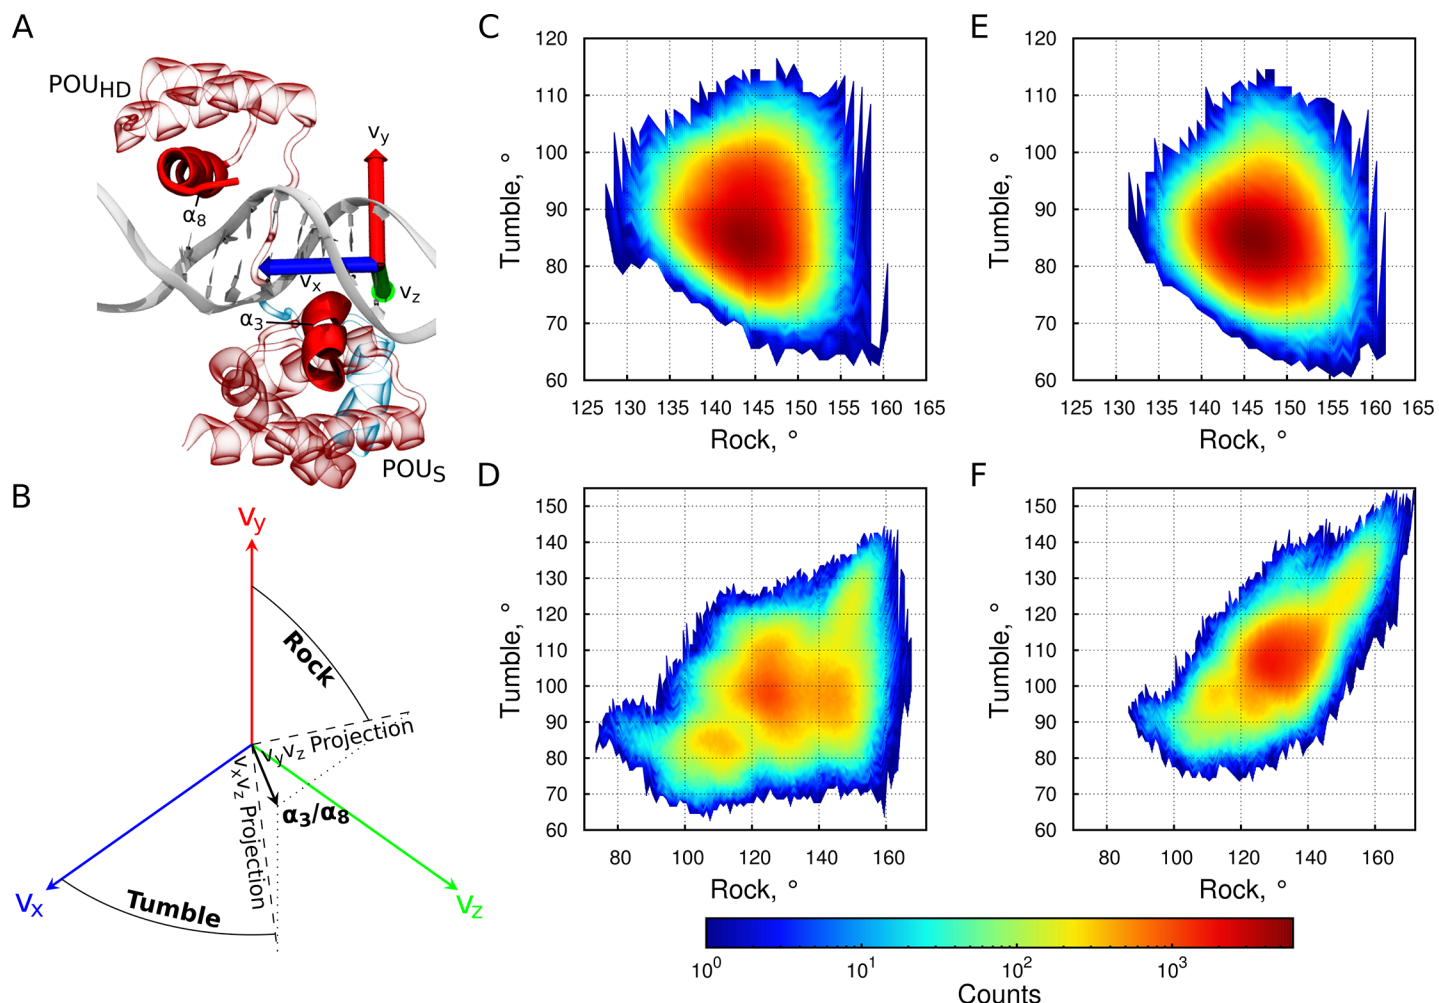 A
POUHD
α8
vy
vx
vz
α3
POUS
B
vy
Rock
vyvz Projection
vxvz Projection
α3/α8
vx
Tumble
vz
C
120
110
100
90
80
70
60
Tumble, °
125 130 135 140 145 150 155 160 165
Rock, °
E
120
110
100
90
80
70
60
Tumble, °
125 130 135 140 145 150 155 160 165
Rock, °
D
150
140
130
120
110
100
90
80
70
60
Tumble, °
80 100 120 140 160
Rock, °
F
150
140
130
120
110
100
90
80
70
60
Tumble, °
80 100 120 140 160
Rock, °
10^0 10^1 10^2 10^3
Counts